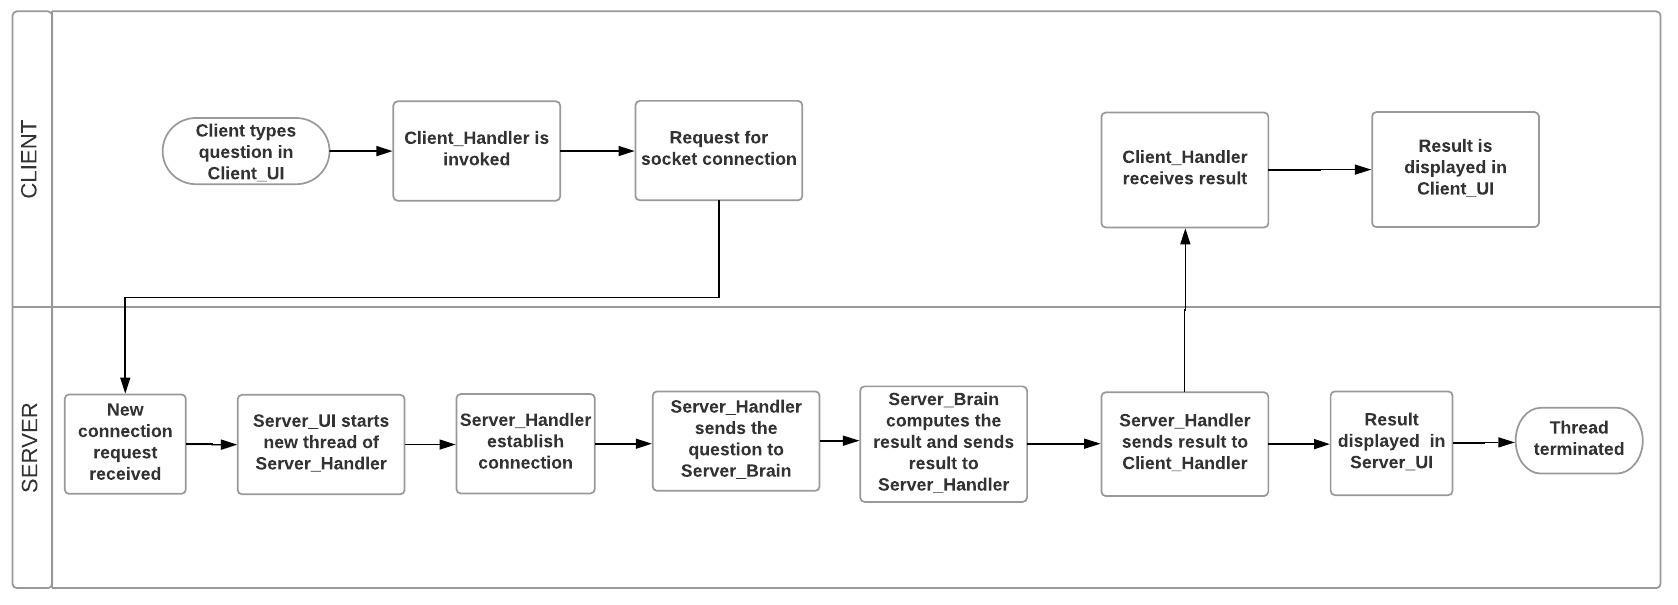 CLIENT
Client types
question in
Client_UI
Client_Handler is
invoked
Request for
socket connection
Client_Handler
receives result
Result is
displayed in
Client_UI
SERVER
New
connection
request
received
Server_UI starts
new thread of
Server_Handler
Server_Handler
establish
connection
Server_Handler
sends the
question to
Server_Brain
Server_Brain
computes the
result and sends
result to
Server_Handler
Server_Handler
sends result to
Client_Handler
Result
displayed in
Server_UI
Thread
terminated